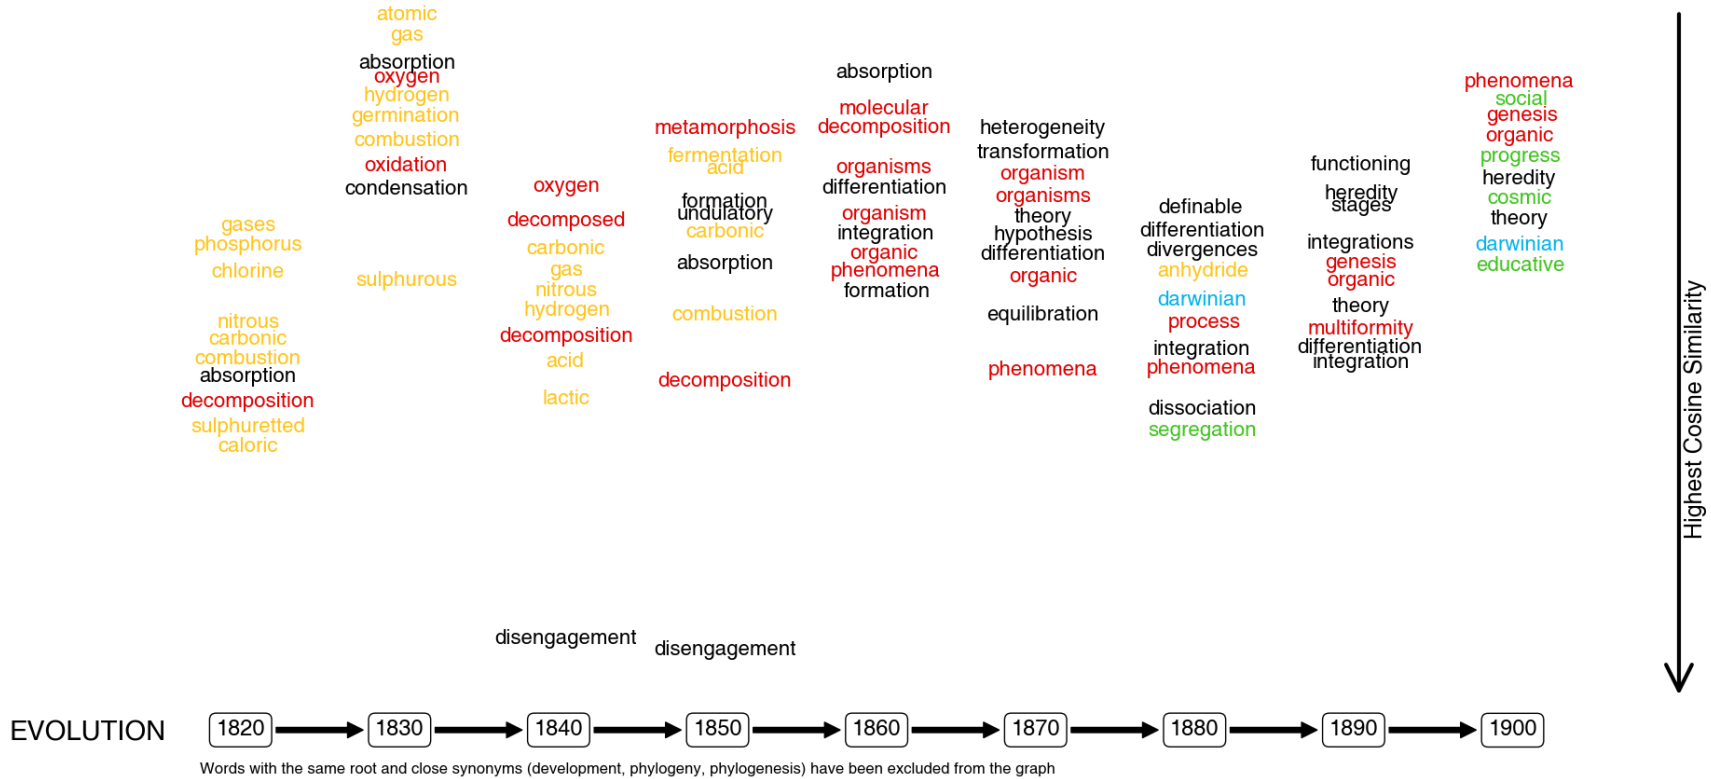 atomic
gas
absorption
oxygen
hydrogen
germination
combustion
oxidation
condensation
sulphurous
gases
phosphorus
chlorine
nitrous
carbonic
combustion
absorption
decomposition
sulphuretted
caloric
oxygen
decomposed
carbonic
gas
nitrous
hydrogen
decomposition
acid
lactic
disengagement
metamorphosis
fermentation
acid
formation
undulatory
carbonic
absorption
combustion
decomposition
disengagement
absorption
molecular
decomposition
organisms
differentiation
organism
integration
organic
phenomena
formation
heterogeneity
transformation
organism
organisms
theory
hypothesis
differentiation
organic
equilibration
phenomena
definable
differentiation
divergences
anhydride
darwinian
process
integration
phenomena
dissociation
segregation
functioning
heredity
stages
integrations
genesis
organic
theory
multiformity
differentiation
integration
phenomena
social
genesis
organic
progress
heredity
cosmic
theory
darwinian
educative
Highest Cosine Similarity
EVOLUTION 1820 1830 1840 1850 1860 1870 1880 1890 1900
Words with the same root and close synonyms (development, phylogeny, phylogenesis) have been excluded from the graph